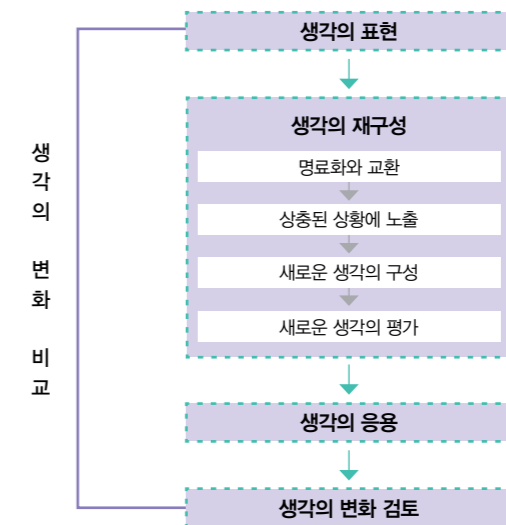 생각의 표현
생각의 재구성
명료화와 교환
상충된 상황에 노출
새로운 생각의 구성
새로운 생각의 평가
생각의 응용
생각의 변화 검토
생각의 변화 비교